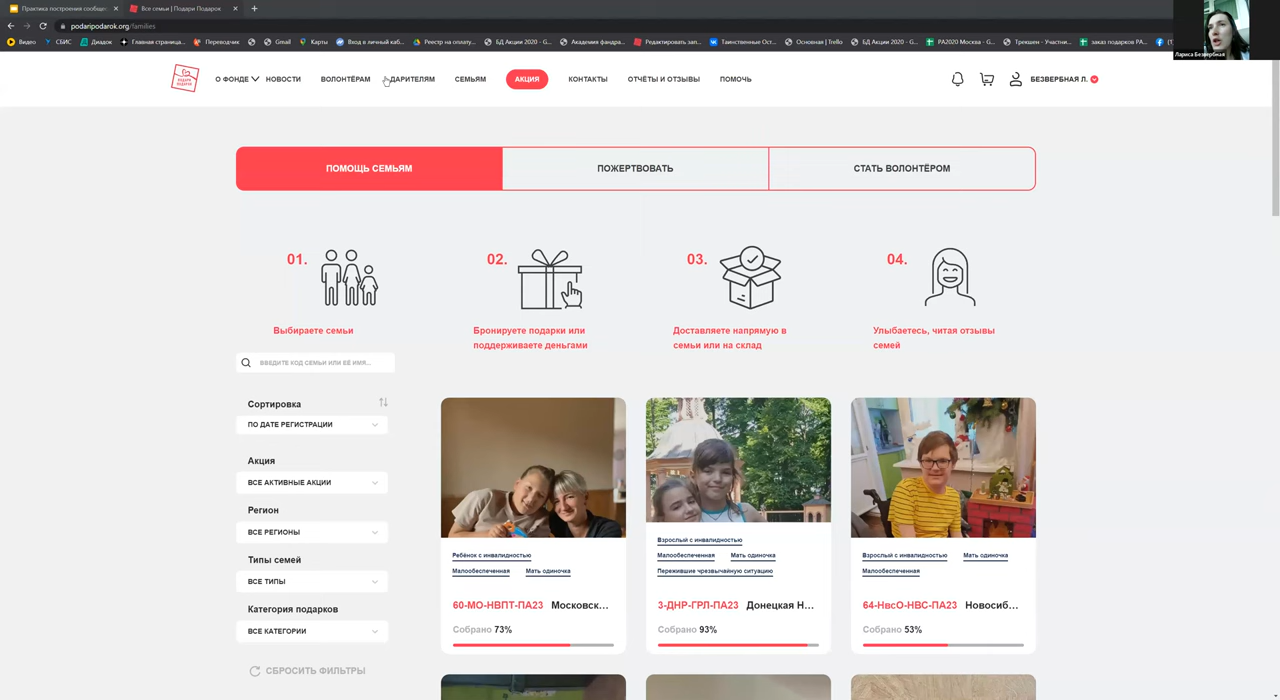 Практика построения сообще...
Все семьи | Подари Подарок
podaripodarok.org/families
Видео СБИС Диадок Главная страница... Переводчик Gmail Карты Вход в личный каб... Реестр на оплату... БД Акции 2020 - G... Академия фандра... Редактировать зап... Таинственные Ост... Основная | Trello БД Акции 2020 - G... РА2020 Москва - G... Трекшен - Участни... заказ подарков РА...
Лариса Безвербная
О ФОНДЕ НОВОСТИ ВОЛОНТЁРАМ ДАРИТЕЛЯМ СЕМЬЯМ АКЦИЯ КОНТАКТЫ ОТЧЁТЫ И ОТЗЫВЫ ПОМОЧЬ БЕЗВЕРБНАЯ Л.
ПОМОЩЬ СЕМЬЯМ ПОЖЕРТВОВАТЬ СТАТЬ ВОЛОНТЁРОМ
01. 02. 03. 04.
Выбираете семьи
Бронируете подарки или
поддерживаете деньгами
Доставляете напрямую в
семьи или на склад
Улыбаетесь, читая отзывы
семей
ВВЕДИТЕ КОД СЕМЬИ ИЛИ ЕЁ ИМЯ...
Сортировка
ПО ДАТЕ РЕГИСТРАЦИИ
Акция
ВСЕ АКТИВНЫЕ АКЦИИ
Регион
ВСЕ РЕГИОНЫ
Типы семей
ВСЕ ТИПЫ
Категория подарков
ВСЕ КАТЕГОРИИ
СБРОСИТЬ ФИЛЬТРЫ
Ребёнок с инвалидностью
Малообеспеченная Мать одиночка
60-МО-НВПТ-ПА23 Московск...
Собрано 73%
Взрослый с инвалидностью
Малообеспеченная Мать одиночка
Пережившие чрезвычайную ситуацию
3-ДНР-ГРЛ-ПА23 Донецкая Н...
Собрано 93%
Взрослый с инвалидностью Мать одиночка
Малообеспеченная
64-НвсО-НВС-ПА23 Новосиб...
Собрано 53%